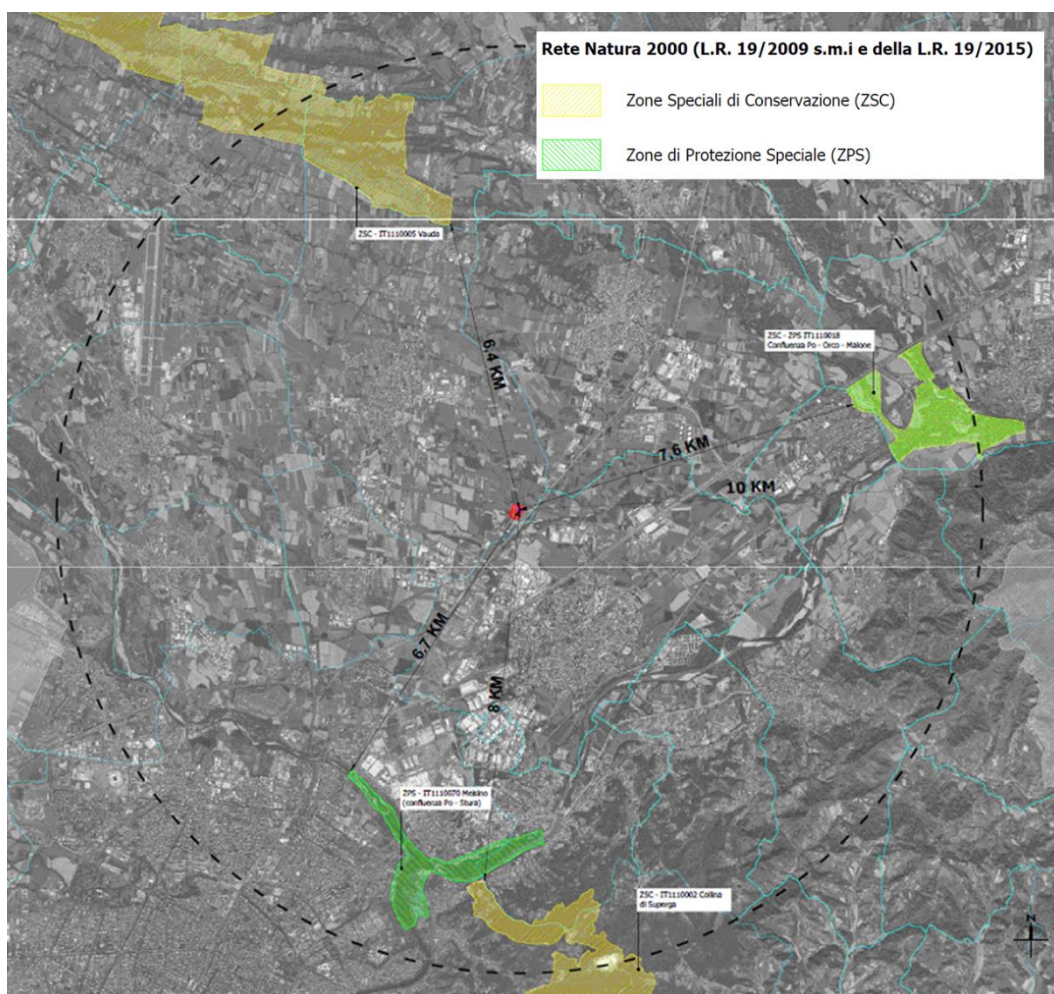 Rete Natura 2000 (L.R. 19/2009 s.m.i e della L.R. 19/2015)
Zone Speciali di Conservazione (ZSC)
Zone di Protezione Speciale (ZPS)
ZSC - IT1110005 Vauda
6,4 KM
ZSC - ZPS IT1110018
Confluenza Po - Orco - Malone
7,6 KM
10 KM
6,7 KM
8 KM
ZPS - IT1110070 Meisino
(confluenza Po - Stura)
ZSC - IT1110002 Collina
di Superga
N